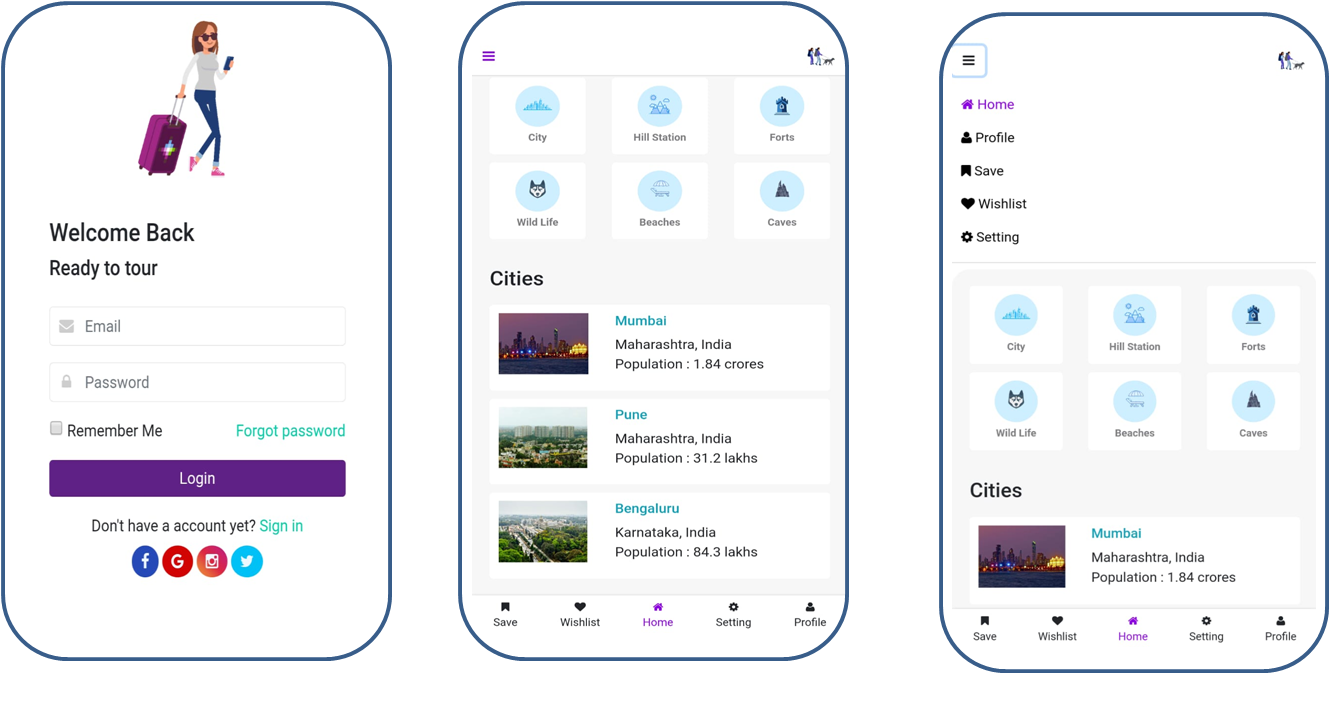 Welcome Back
Ready to tour
Email
Password
Remember Me Forgot password
Login
Don't have a account yet? Sign in
f G
City Hill Station Forts
Wild Life Beaches Caves
Cities
Mumbai
Maharashtra, India
Population : 1.84 crores
Pune
Maharashtra, India
Population : 31.2 lakhs
Bengaluru
Karnataka, India
Population : 84.3 lakhs
Save Wishlist Home Setting Profile
Home
Profile
Save
Wishlist
Setting
City Hill Station Forts
Wild Life Beaches Caves
Cities
Mumbai
Maharashtra, India
Population : 1.84 crores
Save Wishlist Home Setting Profile